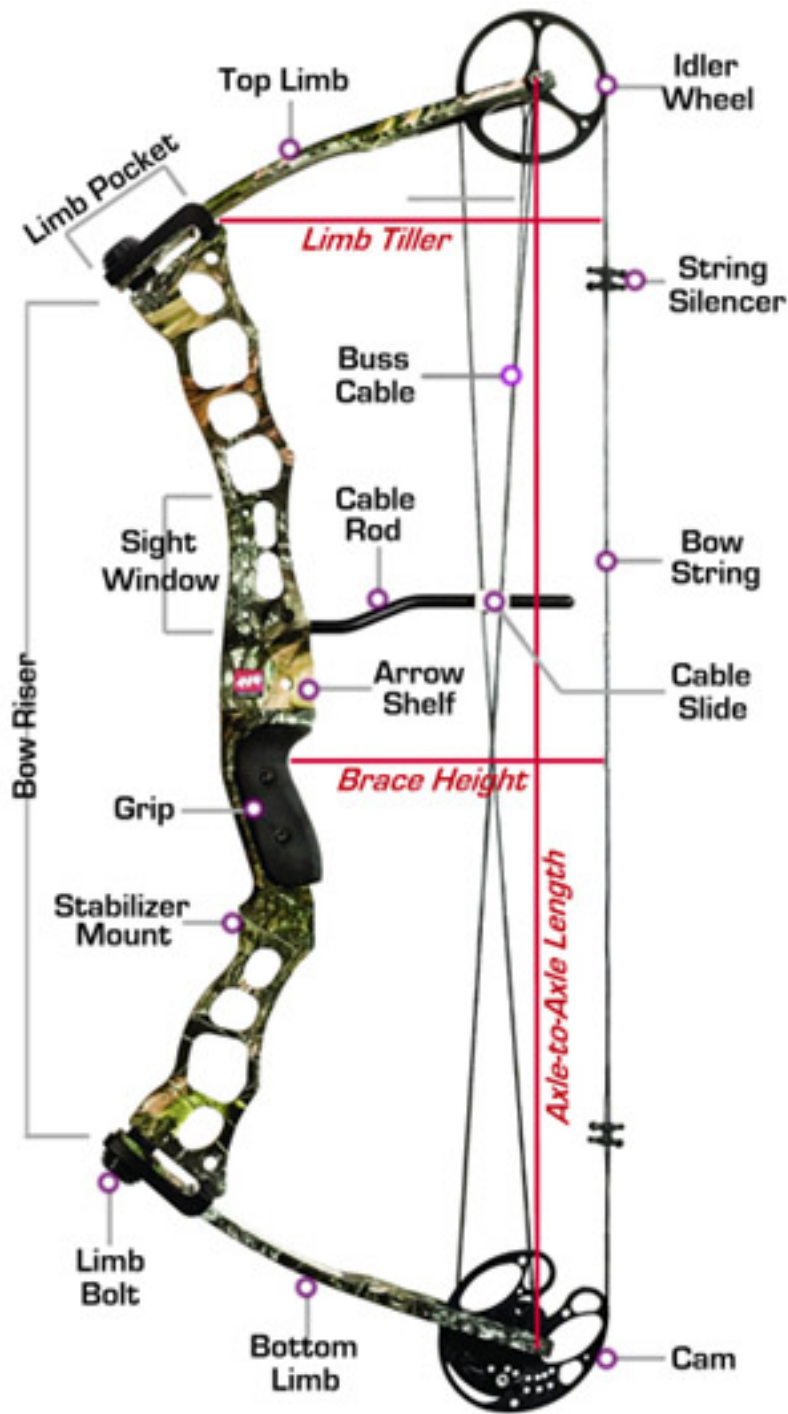 Top Limb
Idler
Wheel
Limb Pocket
Limb Tiller
String
Silencer
Buss
Cable
Cable
Rod
Sight
Window
Bow
String
Arrow
Shelf
Cable
Slide
Bow Riser
Brace Height
Grip
Axle-to-Axle Length
Stabilizer
Mount
Limb
Bolt
Bottom
Limb
Cam